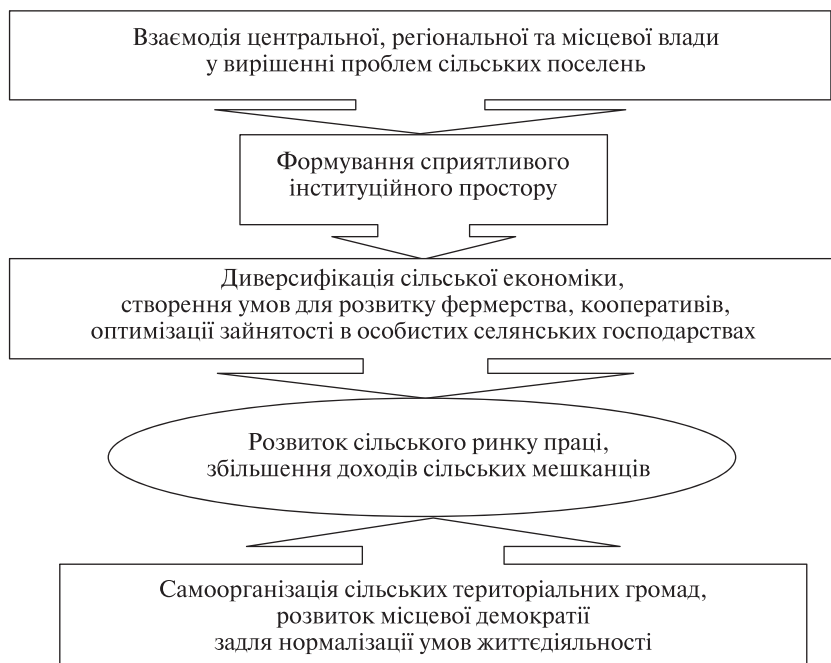 Взаємодія центральної, регіональної та місцевої влади
у вирішенні проблем сільських поселень
Формування сприятливого
інституційного простору
Диверсифікація сільської економіки,
створення умов для розвитку фермерства, кооперативів,
оптимізації зайнятості в особистих селянських господарствах
Розвиток сільського ринку праці,
збільшення доходів сільських мешканців
Самоорганізація сільських територіальних громад,
розвиток місцевої демократії
задля нормалізації умов життєдіяльності